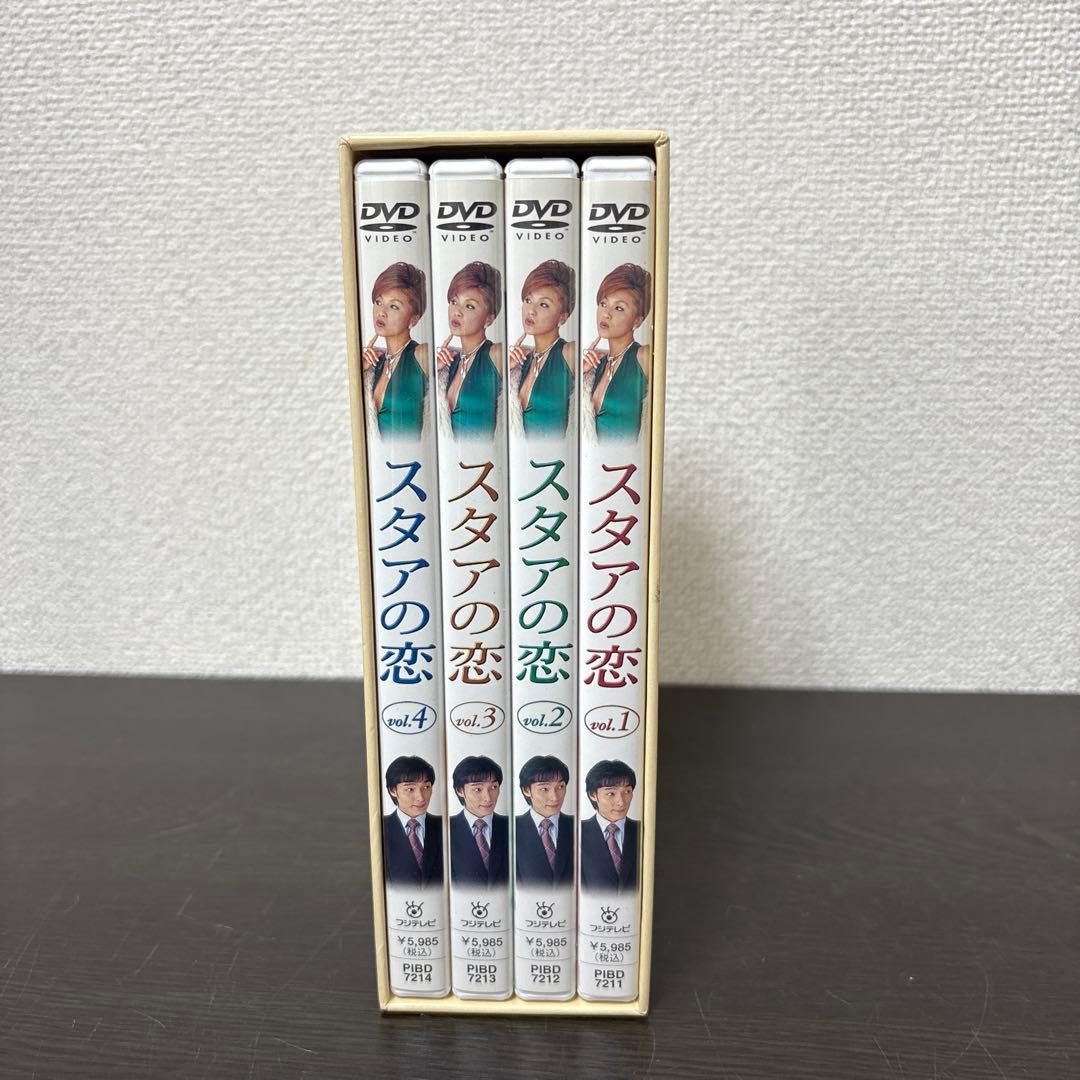 DVD
VIDEO™
スタアの恋
vol.4
フジテレビ
¥5,985
(税込)
PIBD
7214
DVD
VIDEO™
スタアの恋
vol.3
フジテレビ
¥5,985
(税込)
PIBD
7213
DVD
VIDEO™
スタアの恋
vol.2
フジテレビ
¥5,985
(税込)
PIBD
7212
DVD
VIDEO™
スタアの恋
vol.1
フジテレビ
¥5,985
(税込)
PIBD
7211